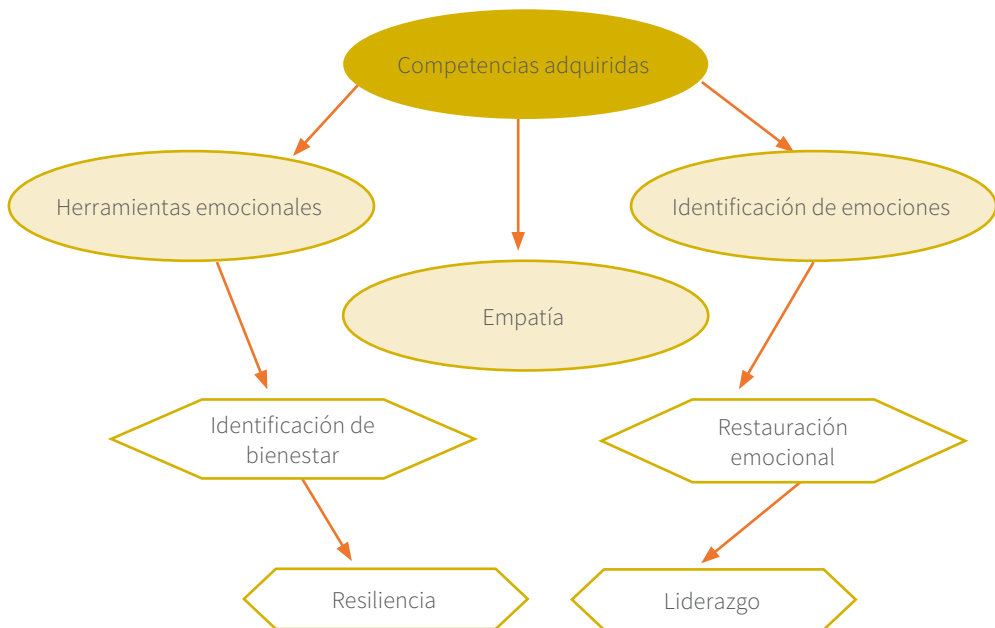 Competencias adquiridas
Herramientas emocionales
Identificación de emociones
Empatía
Identificación de
bienestar
Restauración
emocional
Resiliencia
Liderazgo